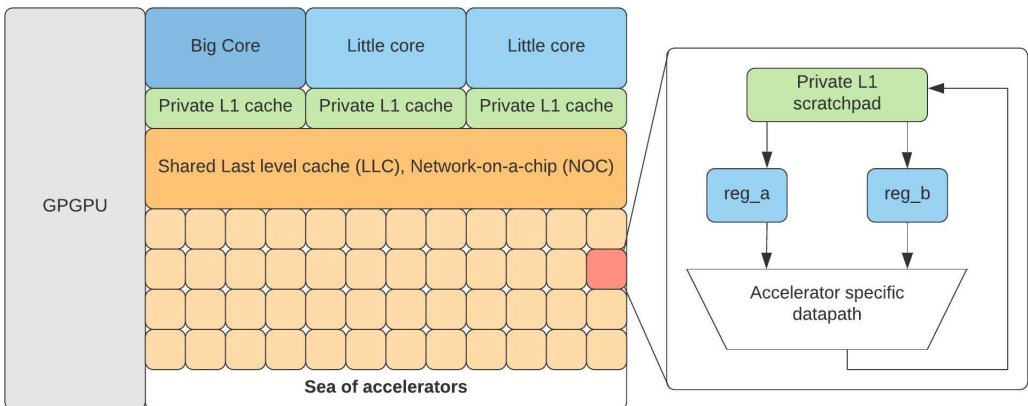 GPGPU
Big Core
Little core
Little core
Private L1 cache
Private L1 cache
Private L1 cache
Shared Last level cache (LLC), Network-on-a-chip (NOC)
Sea of accelerators
Private L1
scratchpad
reg_a
reg_b
Accelerator specific
datapath